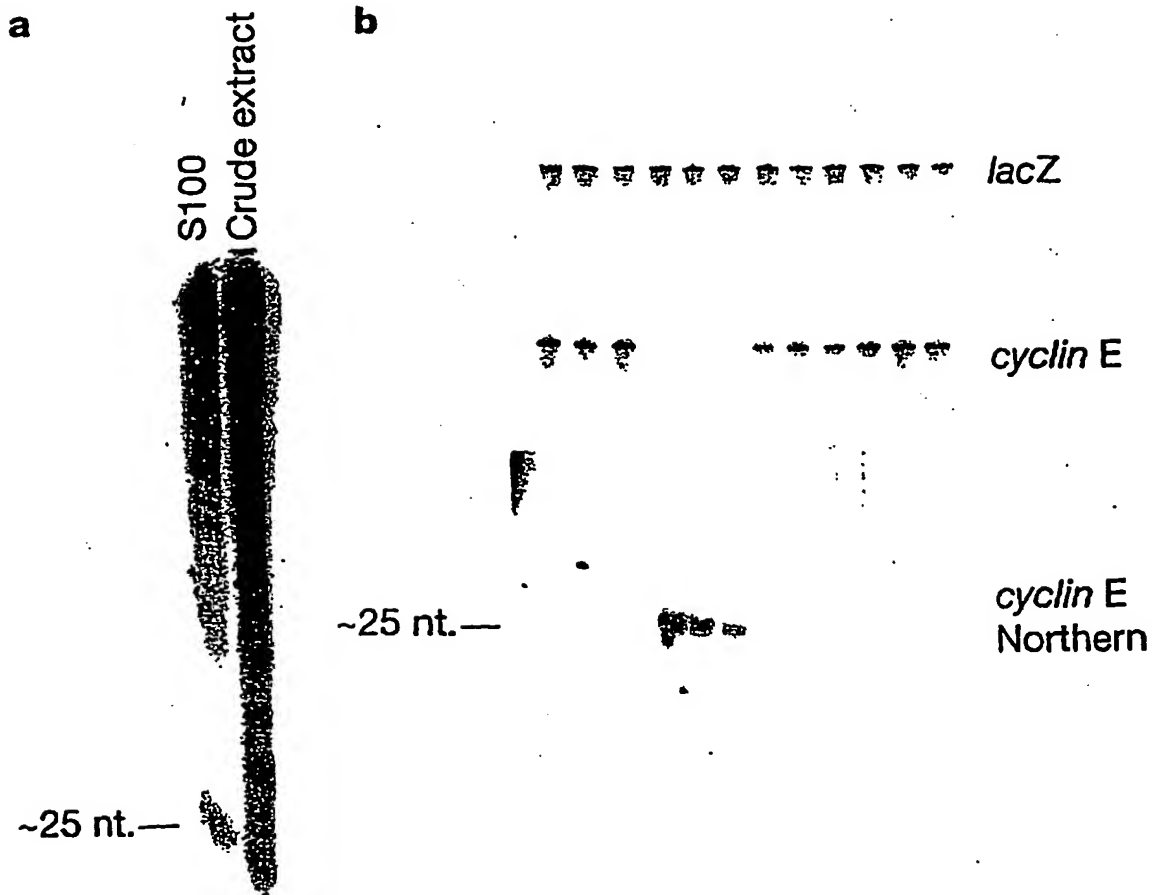 a
S100
Crude extract
~25 nt.—
b
lacZ
cyclin E
~25 nt.—
cyclin E
Northern